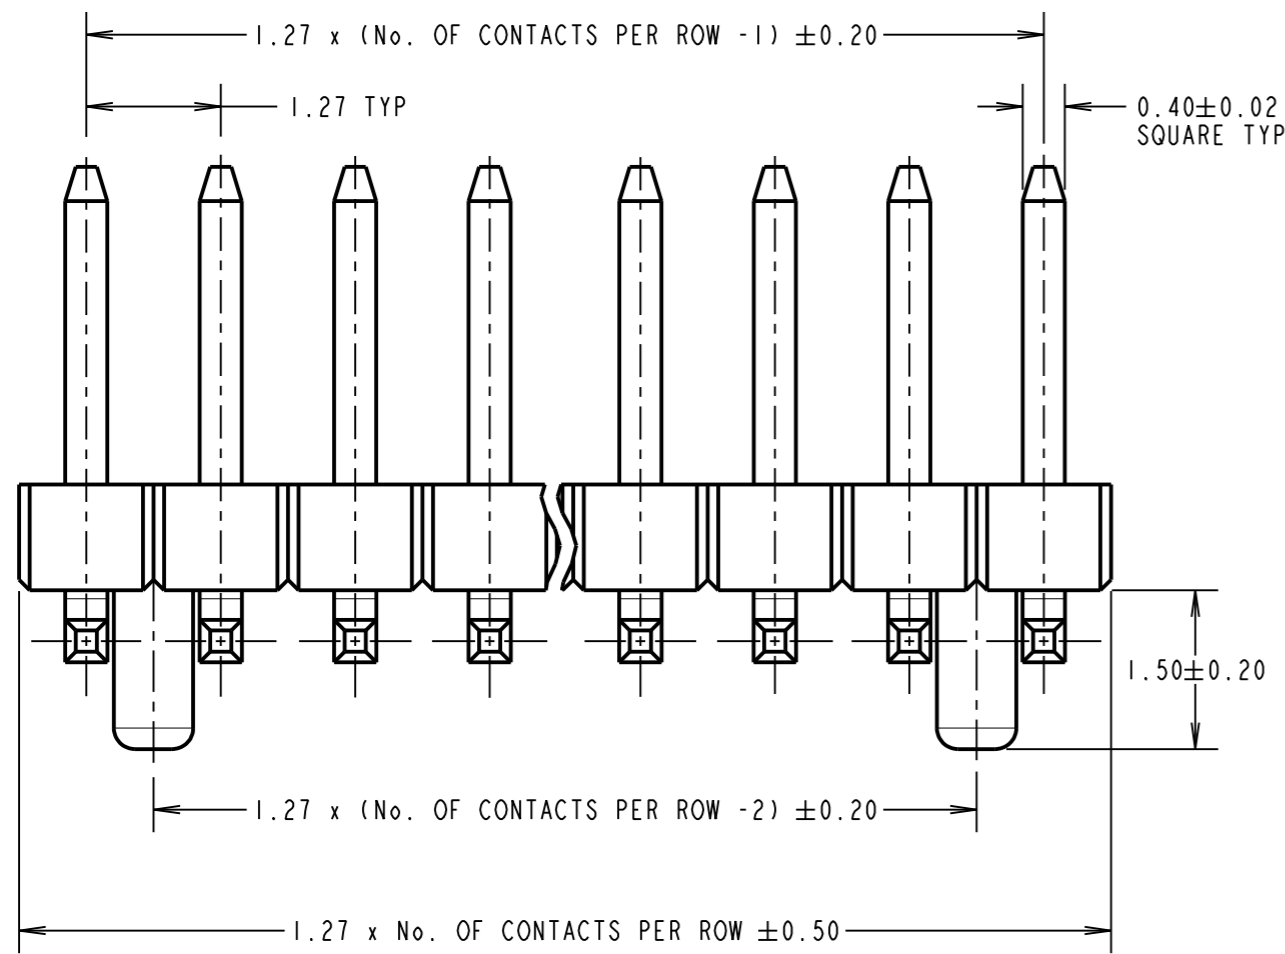 1.27 x (No. OF CONTACTS PER ROW -1) ±0.20
1.27 TYP
0.40±0.02
SQUARE TYP
1.50±0.20
1.27 x (No. OF CONTACTS PER ROW -2) ±0.20
1.27 x No. OF CONTACTS PER ROW ±0.50